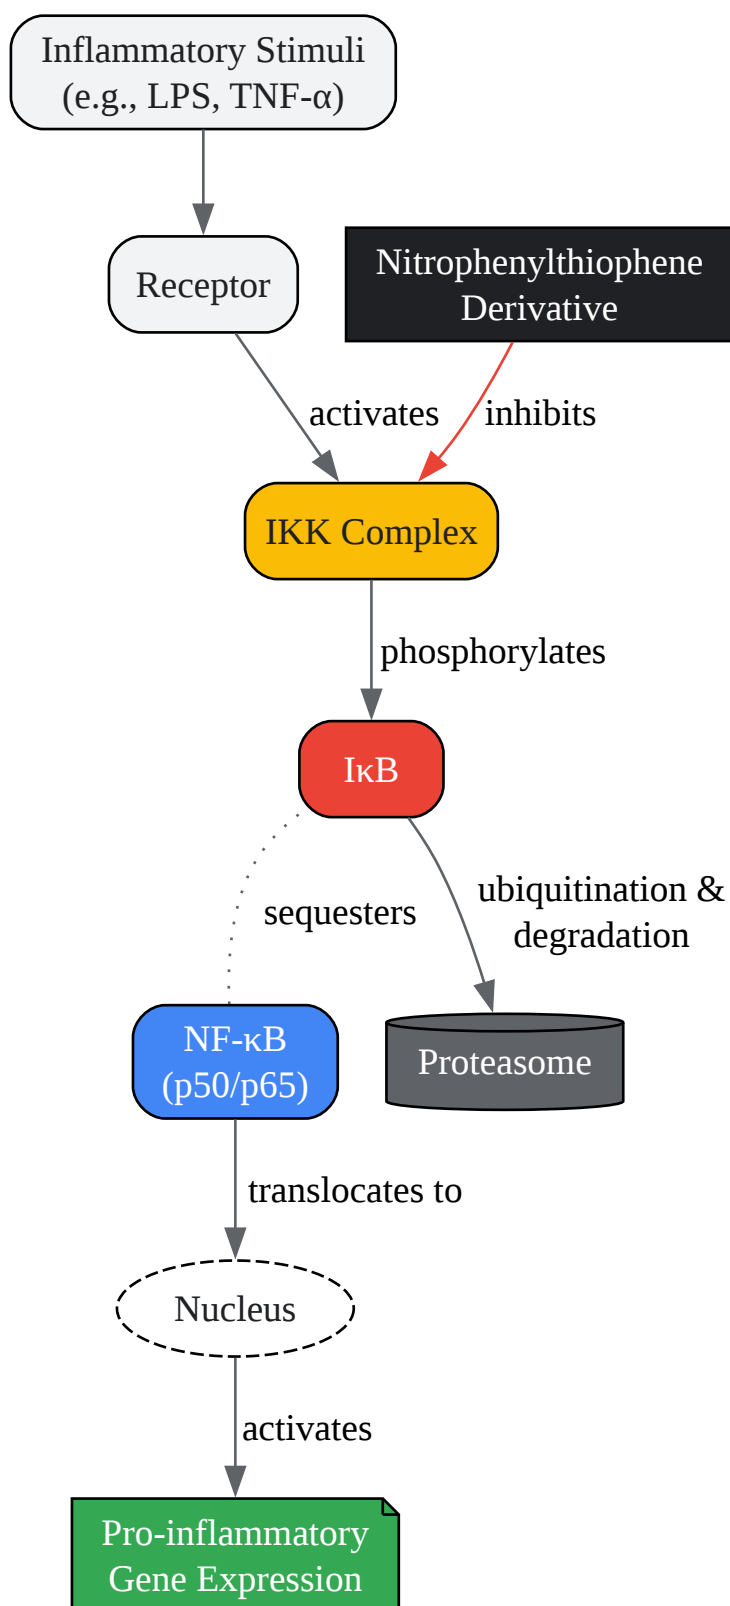 Inflammatory Stimuli
(e.g., LPS, TNF-α)
Receptor
Nitrophenylthiophene
Derivative
activates
inhibits
IKK Complex
phosphorylates
IκB
sequesters
ubiquitination &
degradation
NF-κB
(p50/p65)
Proteasome
translocates to
Nucleus
activates
Pro-inflammatory
Gene Expression